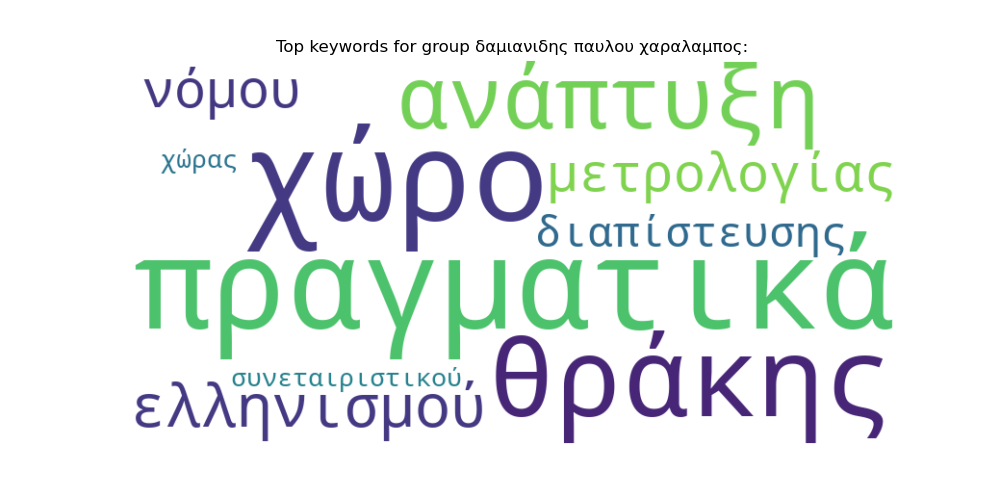 Top keywords for group δαμιανιδης παυλου χαραλαμπος:
νόμου
ανάπτυξη
χώρας
χώρο
μετρολογίας
διαπίστευσης
πραγματικά
θράκης
συνεταιριστικού
ελληνισμού